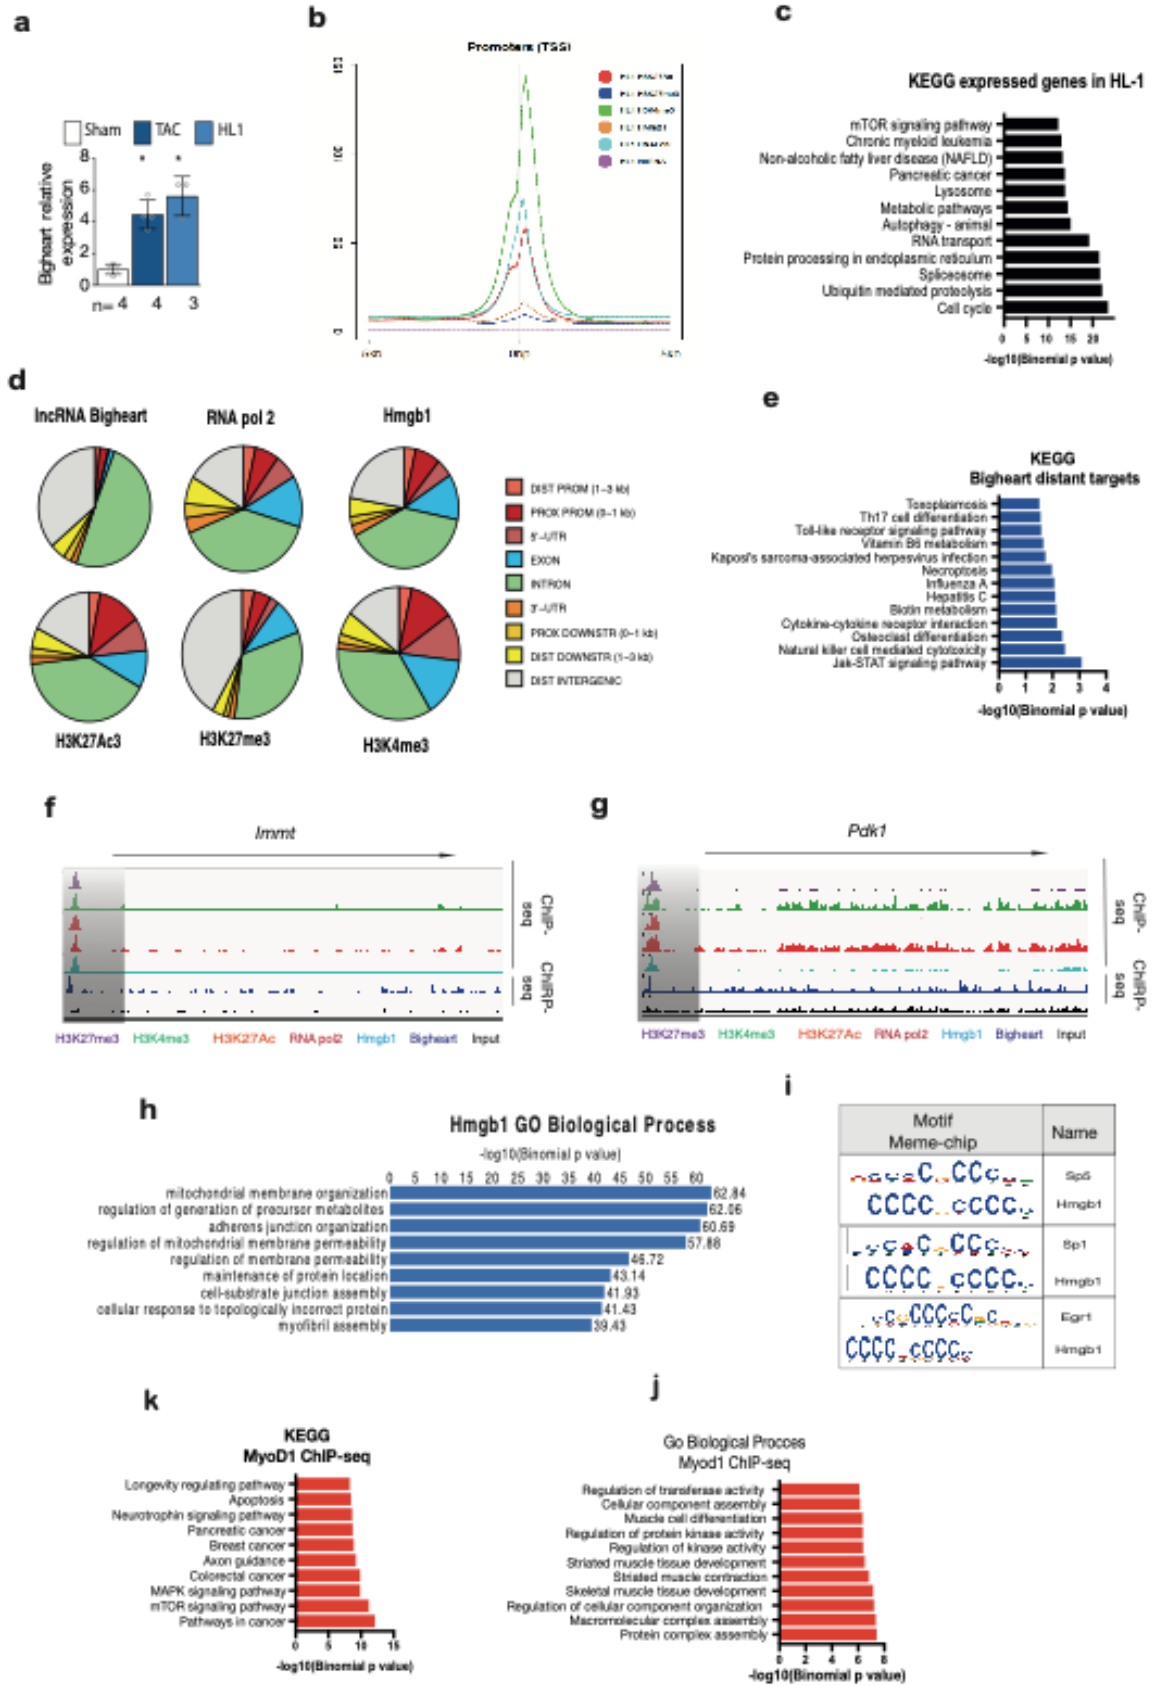 a
Sham TAC HL1
Bigheart relative
expression
8
6
4
2
0
* *
n= 4 4 3
b
Promoters (TSS)
0
c
KEGG expressed genes in HL-1
mTOR signaling pathway
Chronic myeloid leukemia
Non-alcoholic fatty liver disease (NAFLD)
Pancreatic cancer
Lysosome
Metabolic pathways
Autophagy - animal
RNA transport
Protein processing in endoplasmic reticulum
Spliceosome
Ubiquitin mediated proteolysis
Cell cycle
0 5 10 15 20
-log10(Binomial p value)
d
lncRNA Bigheart
RNA pol 2
Hmgb1
H3K27Ac3
H3K27me3
H3K4me3
DIST PROM (1-3 kb)
PROX PROM (0-1 kb)
5'-UTR
EXON
INTRON
3'-UTR
PROX DOWNSTR (0-1 kb)
DIST DOWNSTR (1-3 kb)
DIST INTERGENIC
e
KEGG
Bigheart distant targets
Toxoplasmosis
Th17 cell differentiation
Toll-like receptor signaling pathway
Vitamin B6 metabolism
Kaposi's sarcoma-associated herpesvirus infection
Necroptosis
Influenza A
Hepatitis C
Biotin metabolism
Cytokine-cytokine receptor interaction
Osteoclast differentiation
Natural killer cell mediated cytotoxicity
Jak-STAT signaling pathway
0 1 2 3 4
-log10(Binomial p value)
f
Immt
ChIP-
seq
ChIRP-
seq
H3K27me3 H3K4me3 H3K27Ac RNA pol2 Hmgb1 Bigheart Input
g
Pdk1
ChIP-
seq
ChIRP-
seq
H3K27me3 H3K4me3 H3K27Ac RNA pol2 Hmgb1 Bigheart Input
h
Hmgb1 GO Biological Process
-log10(Binomial p value)
0 5 10 15 20 25 30 35 40 45 50 55 60
mitochondrial membrane organization 62.84
regulation of generation of precursor metabolites 62.06
adherens junction organization 60.69
regulation of mitochondrial membrane permeability 57.88
regulation of membrane permeability 46.72
maintenance of protein location 43.14
cell-substrate junction assembly 41.93
cellular response to topologically incorrect protein 41.43
myofibril assembly 39.43
i
Motif
Meme-chip
Name
Sp5
Hmgb1
Sp1
Hmgb1
Egr1
Hmgb1
k
KEGG
MyoD1 ChIP-seq
Longevity regulating pathway
Apoptosis
Neurotrophin signaling pathway
Pancreatic cancer
Breast cancer
Axon guidance
Colorectal cancer
MAPK signaling pathway
mTOR signaling pathway
Pathways in cancer
0 5 10 15
-log10(Binomial p value)
j
Go Biological Procces
Myod1 ChIP-seq
Regulation of transferase activity
Cellular component assembly
Muscle cell differentiation
Regulation of protein kinase activity
Regulation of kinase activity
Striated muscle tissue development
Striated muscle contraction
Skeletal muscle tissue development
Regulation of cellular component organization
Macromolecular complex assembly
Protein complex assembly
0 2 4 6 8
-log10(Binomial p value)